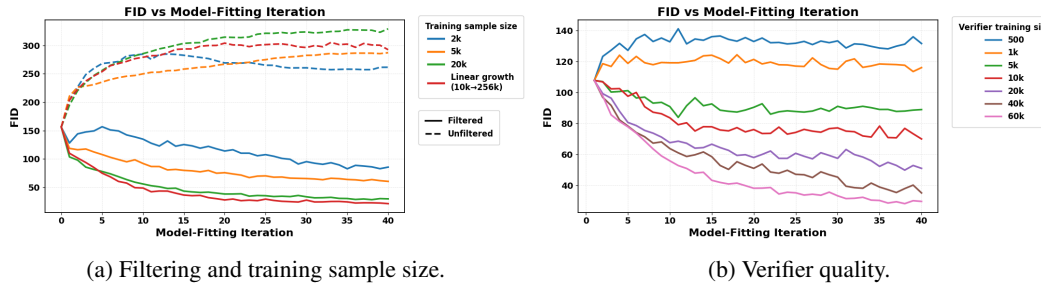 FID vs Model-Fitting Iteration
FID
300
250
200
150
100
50
0 5 10 15 20 25 30 35 40
Model-Fitting Iteration
Training sample size
2k
5k
20k
Linear growth
(10k→256k)
Filtered
Unfiltered
(a) Filtering and training sample size.
FID vs Model-Fitting Iteration
FID
140
120
100
80
60
40
0 5 10 15 20 25 30 35 40
Model-Fitting Iteration
Verifier training si
500
1k
5k
10k
20k
40k
60k
(b) Verifier quality.